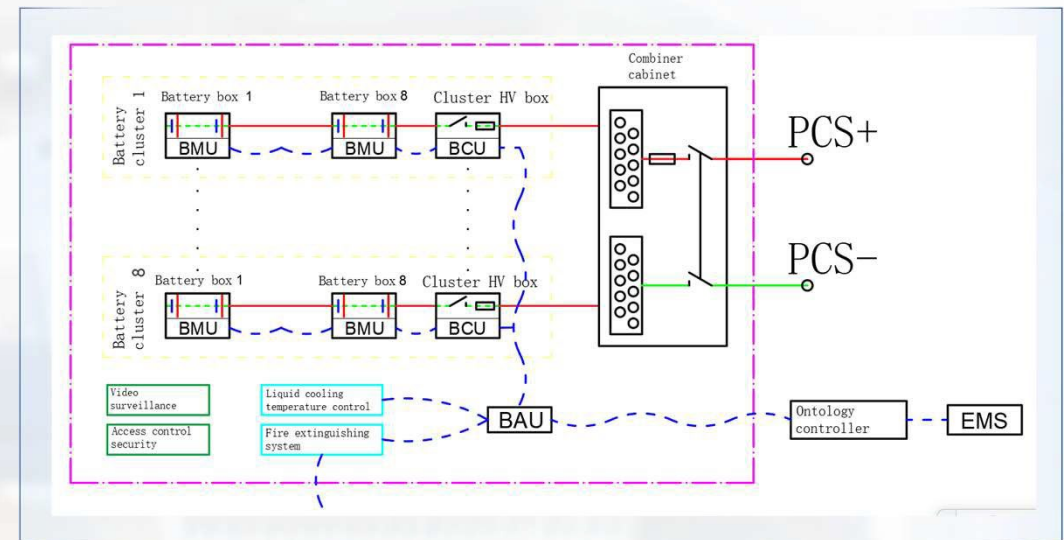 Combiner
cabinet
Battery
cluster 1
Battery box 1
Battery box 8
Cluster HV box
BMU
BMU
BCU
PCS+
PCS−
Battery
cluster 8
Battery box 1
Battery box 8
Cluster HV box
BMU
BMU
BCU
Video
surveillance
Liquid cooling
temperature control
Access control
security
Fire extinguishing
system
BAU
Ontology
controller
EMS